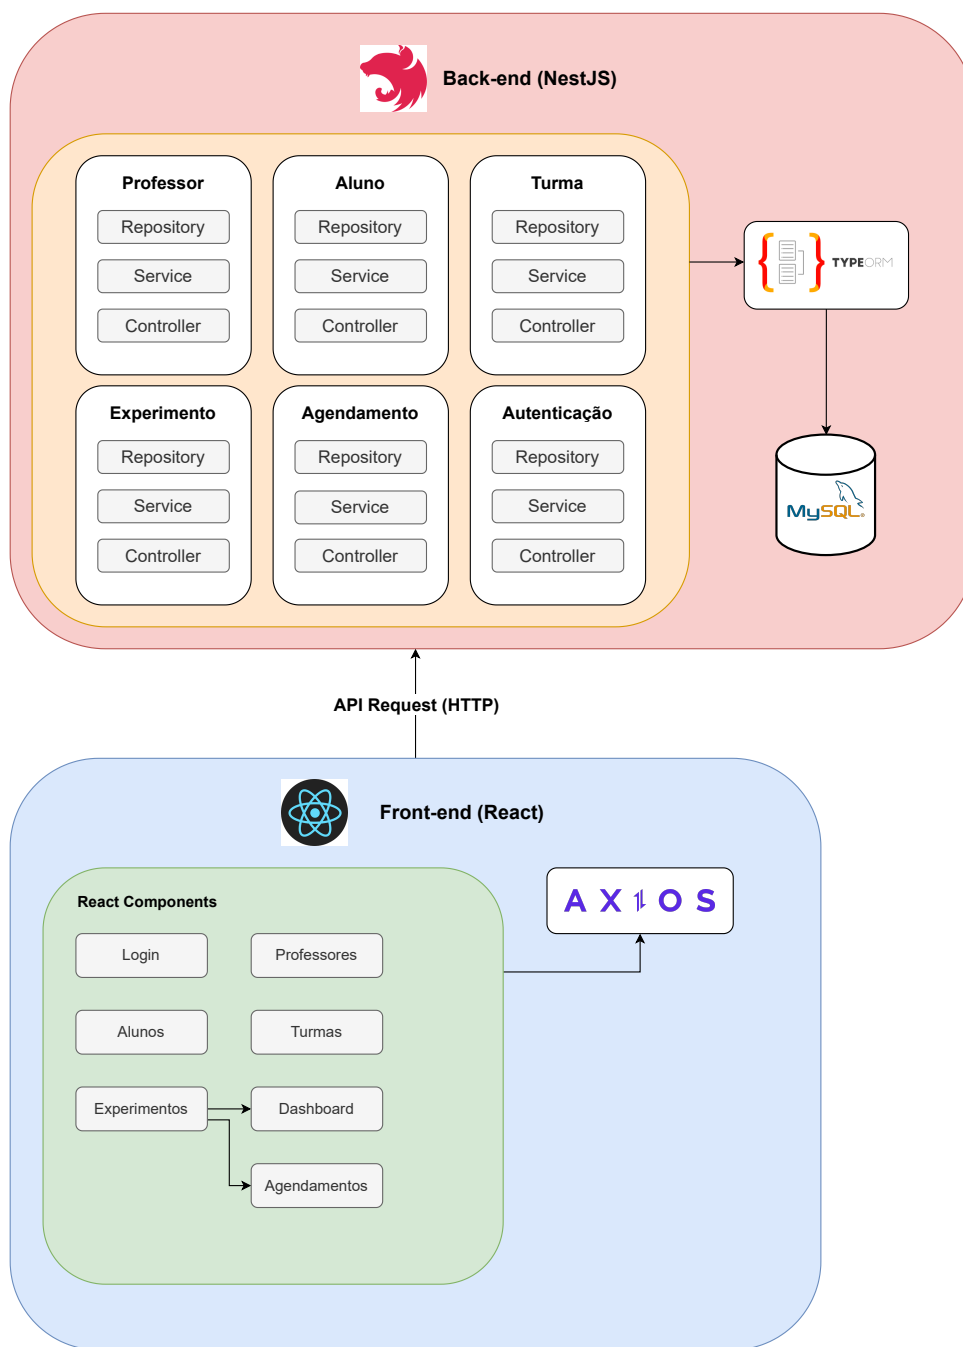 Back-end (NestJS)
Professor
Repository
Service
Controller
Aluno
Repository
Service
Controller
Turma
Repository
Service
Controller
TYPEORM
Experimento
Repository
Service
Controller
Agendamento
Repository
Service
Controller
Autenticação
Repository
Service
Controller
MySQL®
API Request (HTTP)
Front-end (React)
React Components
Login
Professores
Alunos
Turmas
Experimentos
Dashboard
Agendamentos
AXIOS